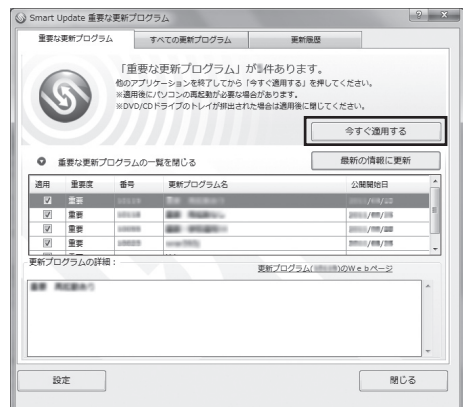 Smart Update 重要な更新プログラム
重要な更新プログラム すべての更新プログラム 更新履歴
「重要な更新プログラム」が 件あります。
他のアプリケーションを終了してから「今すぐ適用する」を押してください。
※適用後にパソコンの再起動が必要な場合があります。
※DVD/CDドライブのトレイが排出された場合は適用後に閉じてください。
今すぐ適用する
重要な更新プログラムの一覧を閉じる 最新の情報に更新
適用 重要度 番号 更新プログラム名 公開開始日
重要
重要
重要
重要
更新プログラムの詳細：
更新プログラム( )のWebページ
設定 閉じる